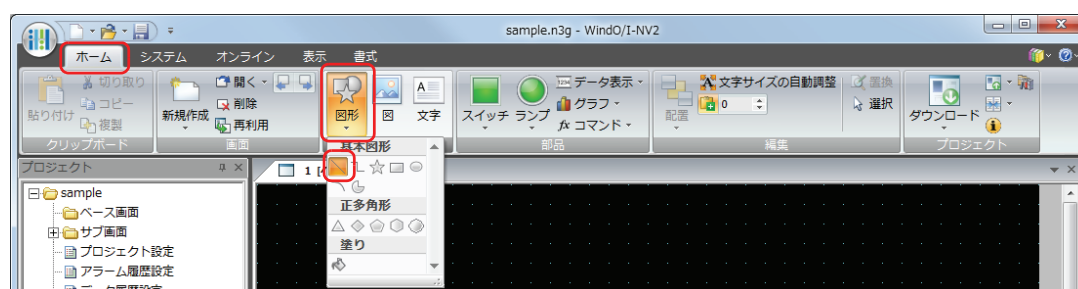 sample.n3g - WindO/I-NV2
ホーム システム オンライン 表示 書式
切り取り 開く データ表示 文字サイズの自動調整 置換
コピー 削除 グラフ 0 選択
貼り付け 複製 新規作成 再利用 図形 図 文字 スイッチ ランプ fx コマンド 配置 ダウンロード
クリップボード 画面 部品 編集 プロジェクト
基本図形
プロジェクト 1
正多角形
塗り
sample
ベース画面
サブ画面
プロジェクト設定
アラーム履歴設定
データ履歴設定